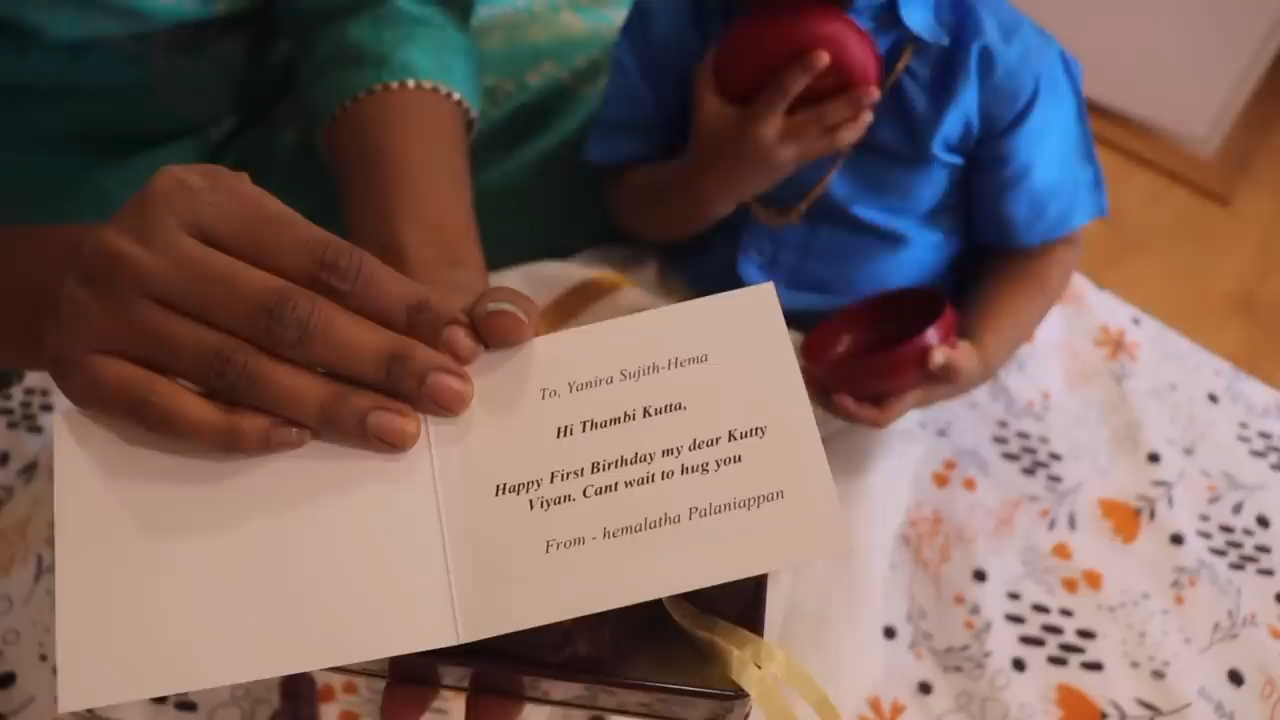 To, Yanira Sujith-Hema
Hi Thambi Kutta,
Happy First Birthday my dear Kutty
Viyan. Cant wait to hug you
From - hemalatha Palaniappan